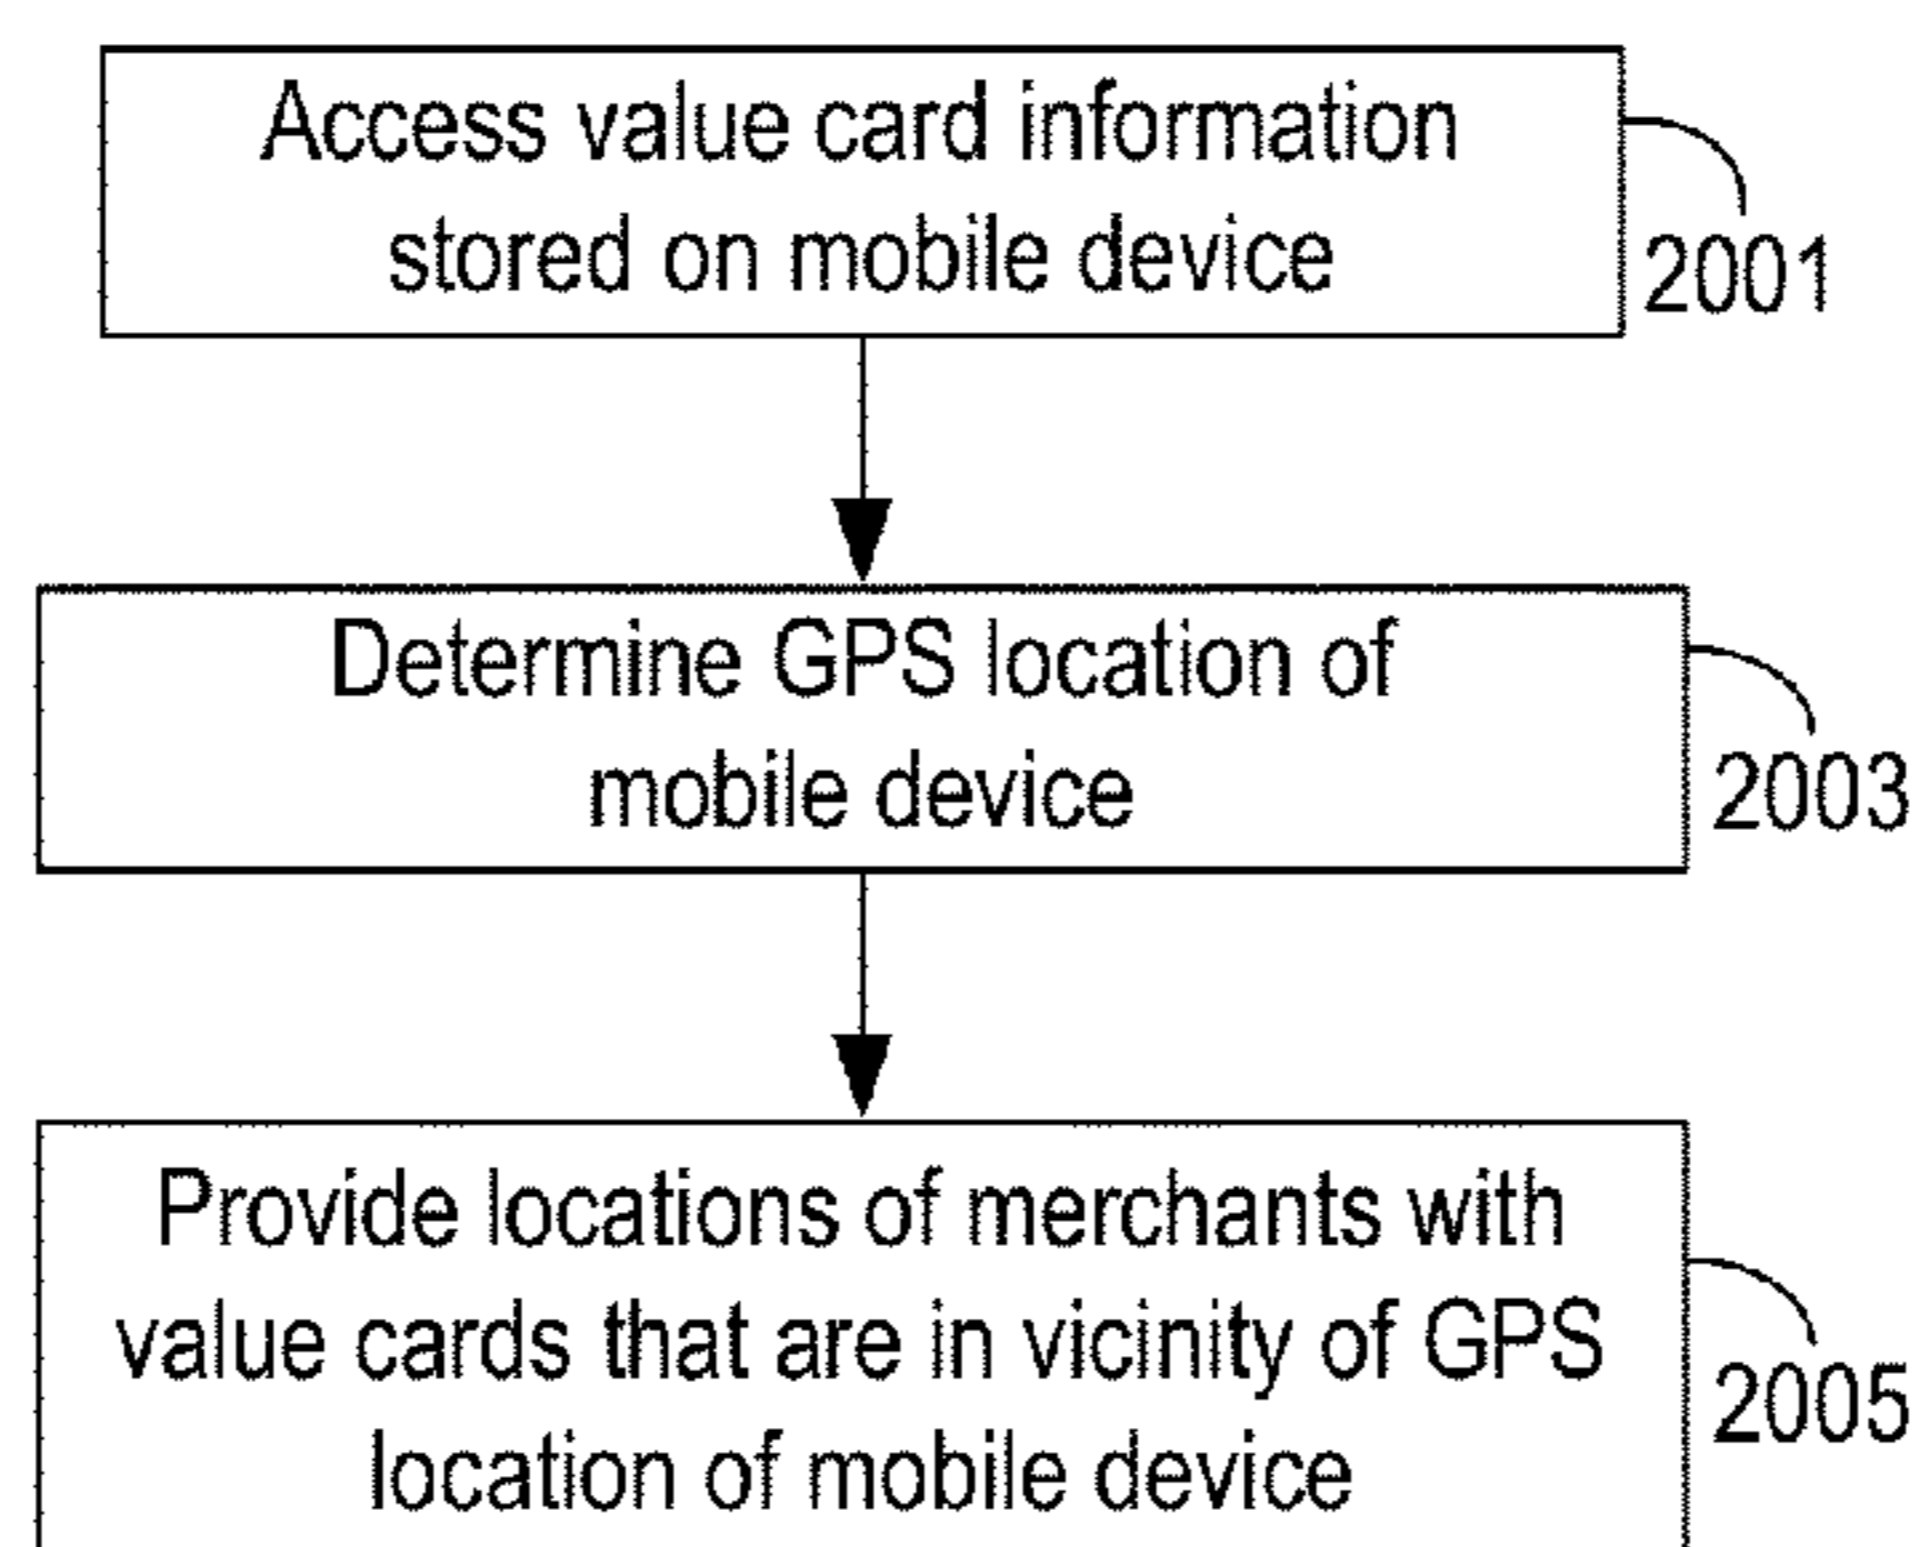 Access value card information
stored on mobile device
2001
Determine GPS location of
mobile device
2003
Provide locations of merchants with
value cards that are in vicinity of GPS
location of mobile device
2005